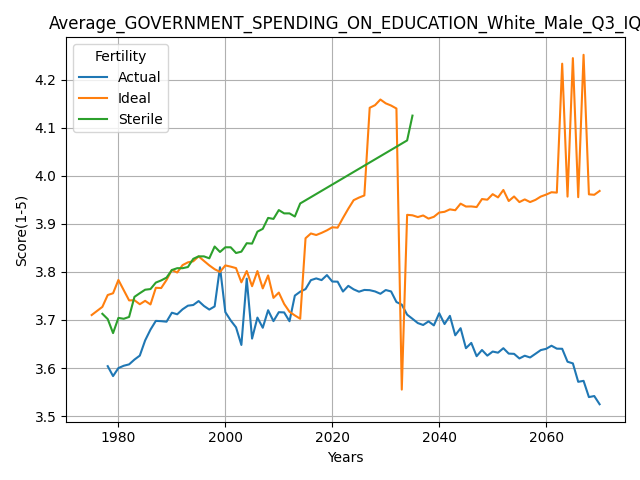 Average_GOVERNMENT_SPENDING_ON_EDUCATION_White_Male_Q3_IQ
Fertility
Actual
Ideal
Sterile
4.2
4.1
4.0
3.9
3.8
3.7
3.6
3.5
Score(1-5)
1980
2000
2020
2040
2060
Years